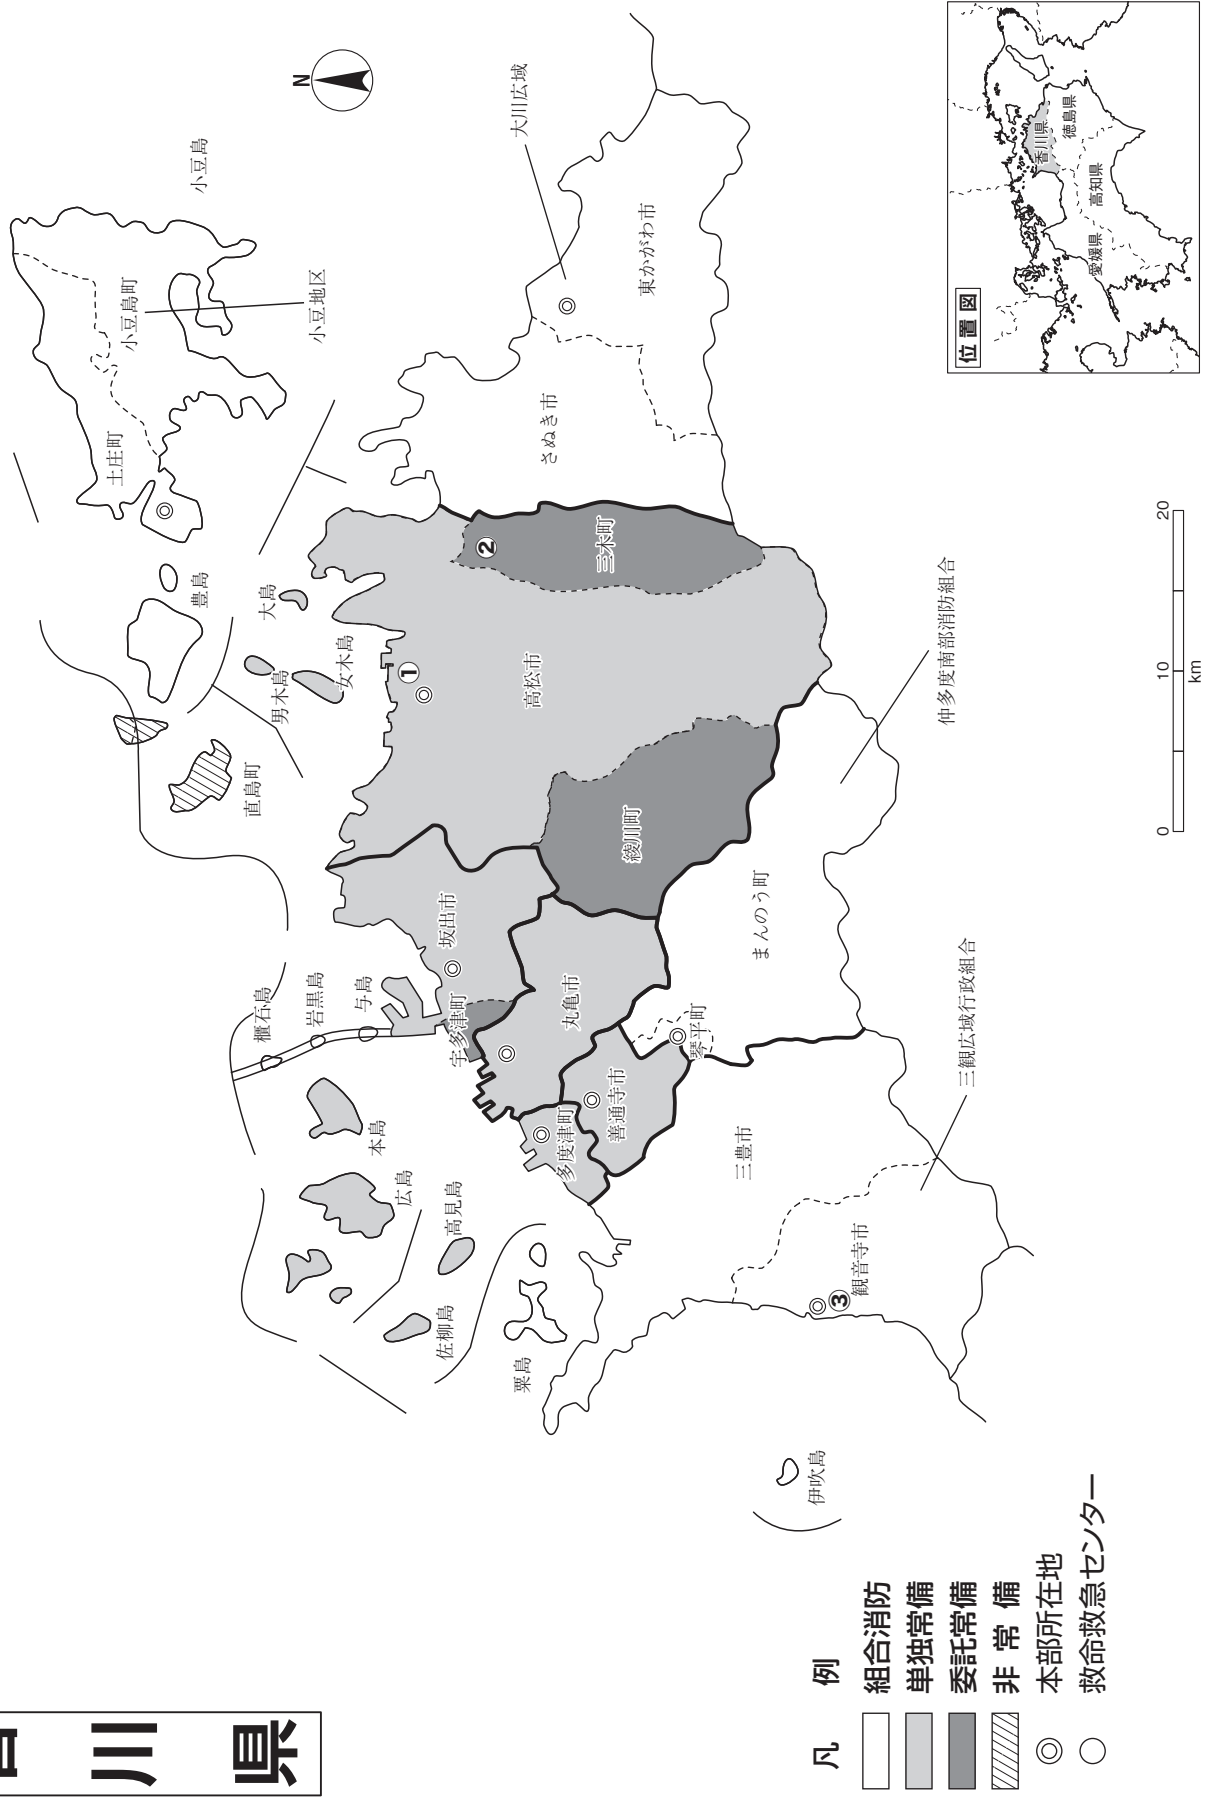 香川県
N
小豆島
小豆島町
小豆地区
土庄町
豊島
大島
女木島
男木島
直島町
大川広域
東かがわ市
さぬき市
②
三木町
①
高松市
綾川町
仲多度南部消防組合
まんのう町
櫃石島
岩黒島
与島
坂出市
宇多津町
丸亀市
琴平町
善通寺市
多度津町
本島
広島
高見島
佐柳島
粟島
三豊市
三観広域行政組合
観音寺市
③
伊吹島
凡例
組合消防
単独常備
委託常備
非常備
本部所在地
救命救急センター
0 10 20
km
位置図
香川県
徳島県
高知県
愛媛県